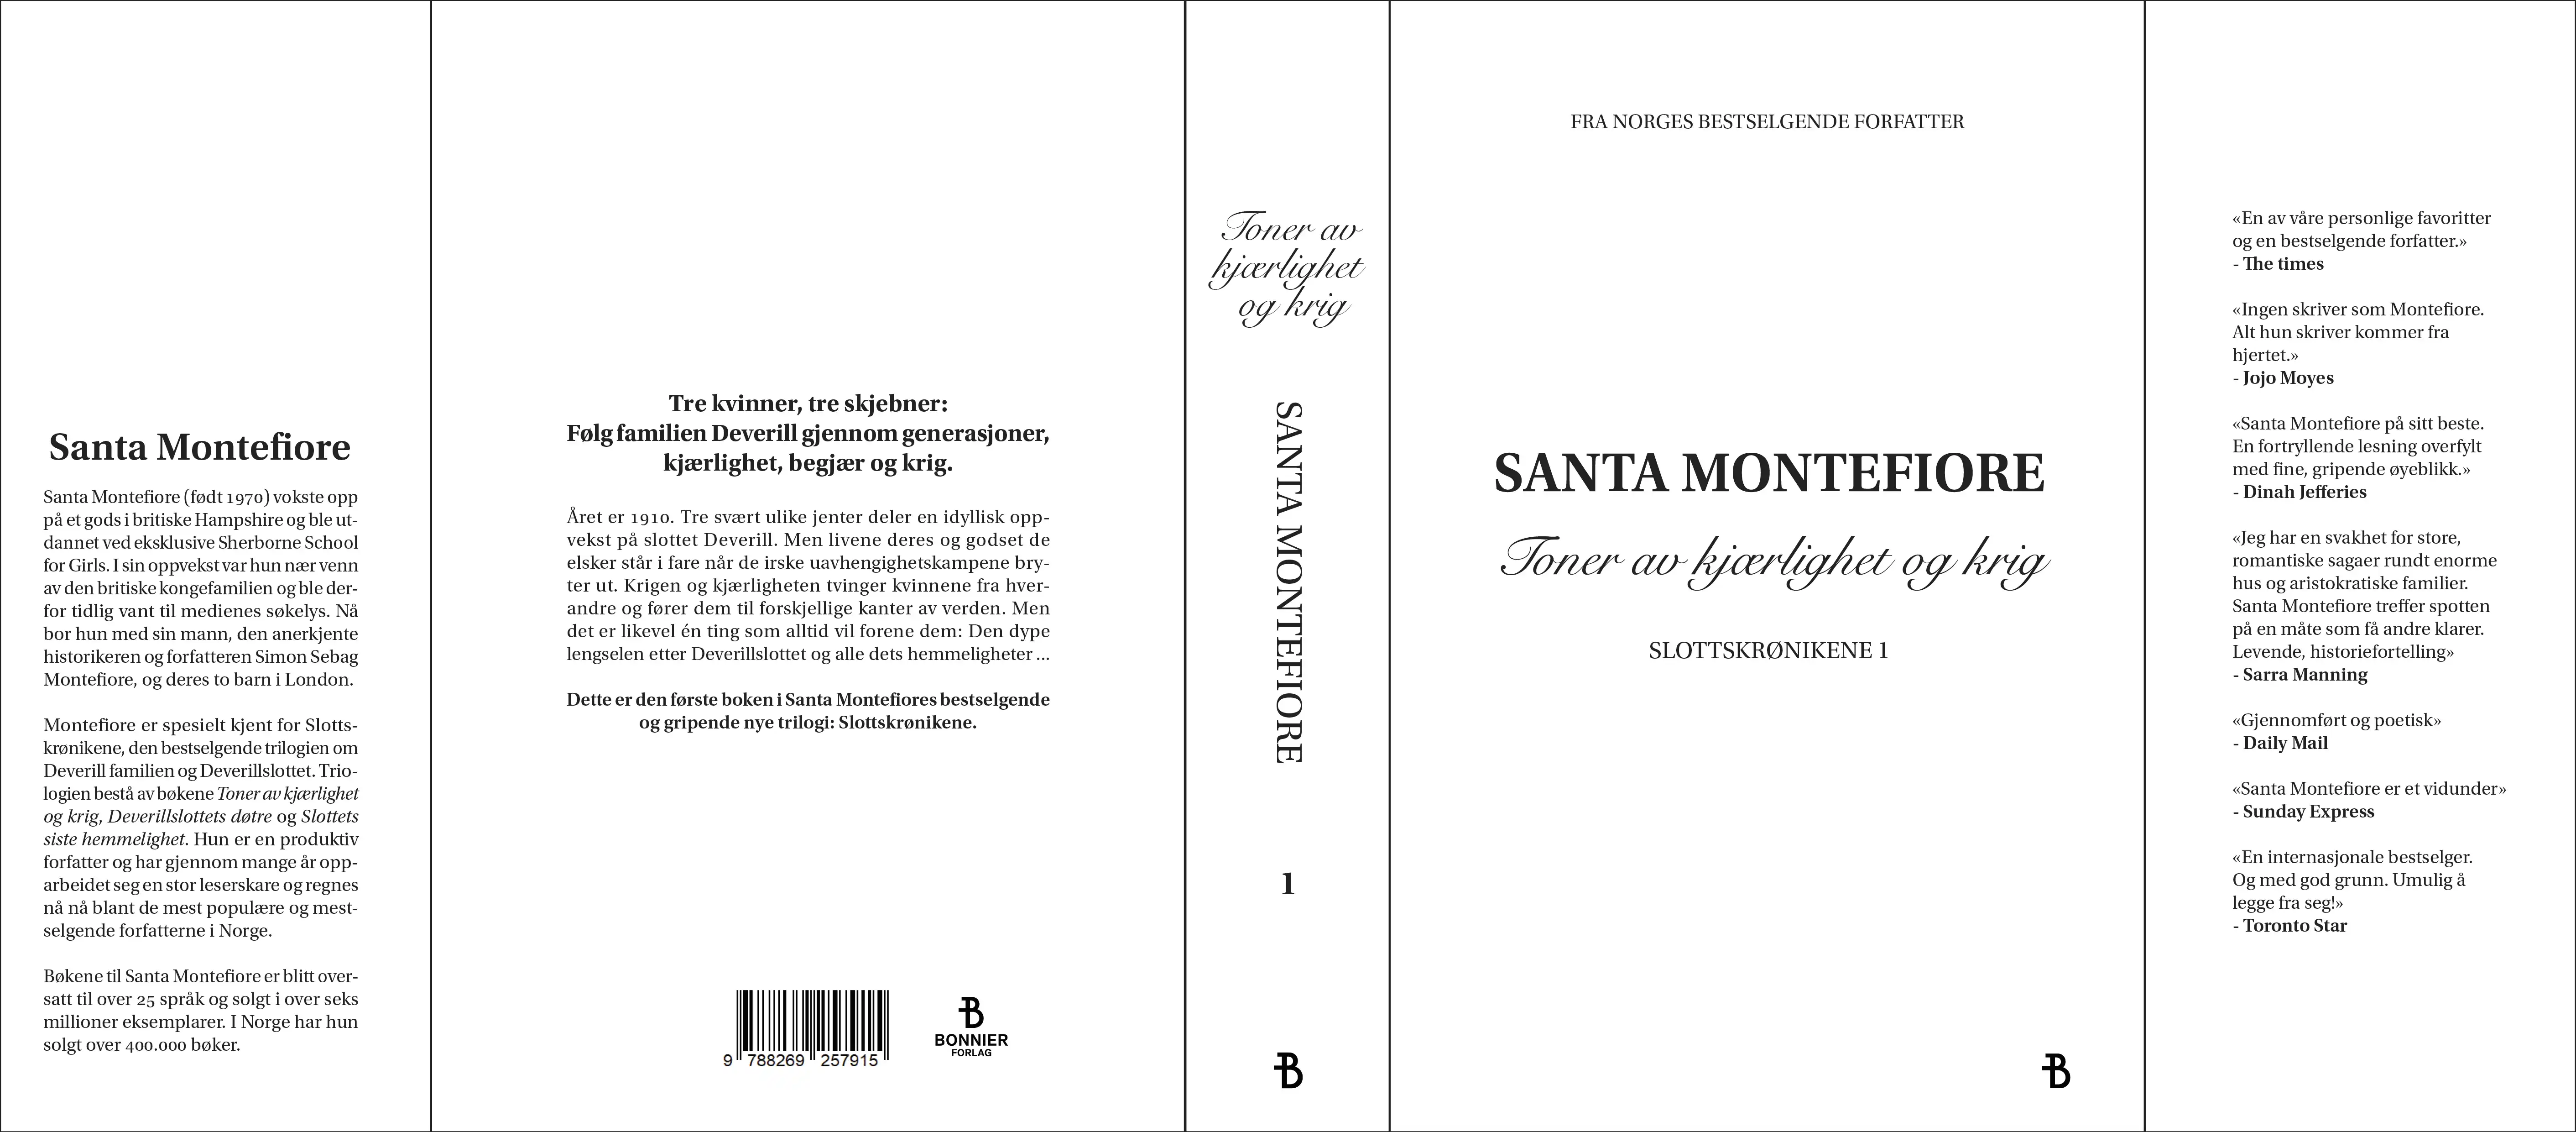 Santa Montefiore
Santa Montefiore (født 1970) vokste opp
på et gods i britiske Hampshire og ble ut-
dannet ved eksklusive Sherborne School
for Girls. I sin oppvekst var hun nær venn
av den britiske kongefamilien og ble der-
for tidlig vant til medienes søkelys. Nå
bor hun med sin mann, den anerkjente
historikeren og forfatteren Simon Sebag
Montefiore, og deres to barn i London.
Montefiore er spesielt kjent for Slotts-
krønikene, den bestselgende trilogien om
Deverill familien og Deverillslottet. Trio-
logien bestå av bøkene Toner av kjærlighet
og krig, Deverillslottets døtre og Slottets
siste hemmelighet. Hun er en produktiv
forfatter og har gjennom mange år opp-
arbeidet seg en stor leserskare og regnes
nå nå blant de mest populære og mest-
selgende forfatterne i Norge.
Bøkene til Santa Montefiore er blitt over-
satt til over 25 språk og solgt i over seks
millioner eksemplarer. I Norge har hun
solgt over 400.000 bøker.
Tre kvinner, tre skjebner:
Følg familien Deverill gjennom generasjoner,
kjærlighet, begjær og krig.
Året er 1910. Tre svært ulike jenter deler en idyllisk opp-
vekst på slottet Deverill. Men livene deres og godset de
elsker står i fare når de irske uavhengighetskampene bry-
ter ut. Krigen og kjærligheten tvinger kvinnene fra hver-
andre og fører dem til forskjellige kanter av verden. Men
det er likevel én ting som alltid vil forene dem: Den dype
lengselen etter Deverillslottet og alle dets hemmeligheter ...
Dette er den første boken i Santa Montefiores bestselgende
og gripende nye trilogi: Slottskrønikene.
9 788269 257915
B
BONNIER
FORLAG
Toner av
kjærlighet
og krig
SANTA MONTEFIORE
1
B
FRA NORGES BESTSELGENDE FORFATTER
SANTA MONTEFIORE
Toner av kjærlighet og krig
SLOTTSKRØNIKENE 1
B
«En av våre personlige favoritter
og en bestselgende forfatter.»
- The times
«Ingen skriver som Montefiore.
Alt hun skriver kommer fra
hjertet.»
- Jojo Moyes
«Santa Montefiore på sitt beste.
En fortryllende lesning overfylt
med fine, gripende øyeblikk.»
- Dinah Jefferies
«Jeg har en svakhet for store,
romantiske sagaer rundt enorme
hus og aristokratiske familier.
Santa Montefiore treffer spotten
på en måte som få andre klarer.
Levende, historiefortelling»
- Sarra Manning
«Gjennomført og poetisk»
- Daily Mail
«Santa Montefiore er et vidunder»
- Sunday Express
«En internasjonale bestselger.
Og med god grunn. Umulig å
legge fra seg!»
- Toronto Star